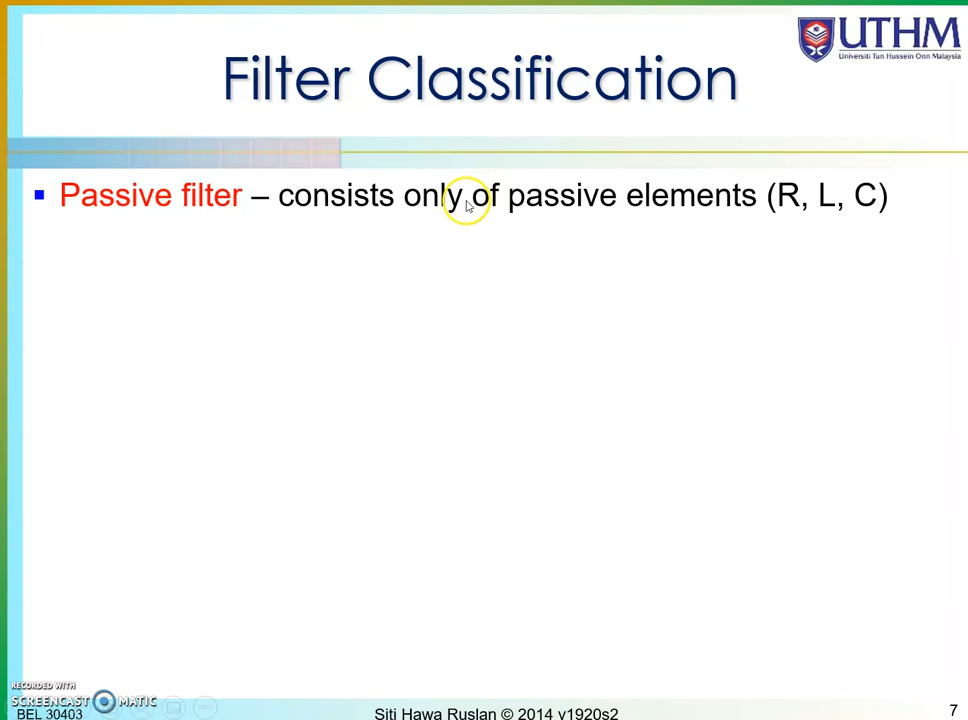 UTHM
Universiti Tun Hussein Onn Malaysia
Filter Classification
Passive filter – consists only of passive elements (R, L, C)
RECORDED WITH
SCREENCAST MATIC
BEL 30403
Siti Hawa Ruslan © 2014 v1920s2
7